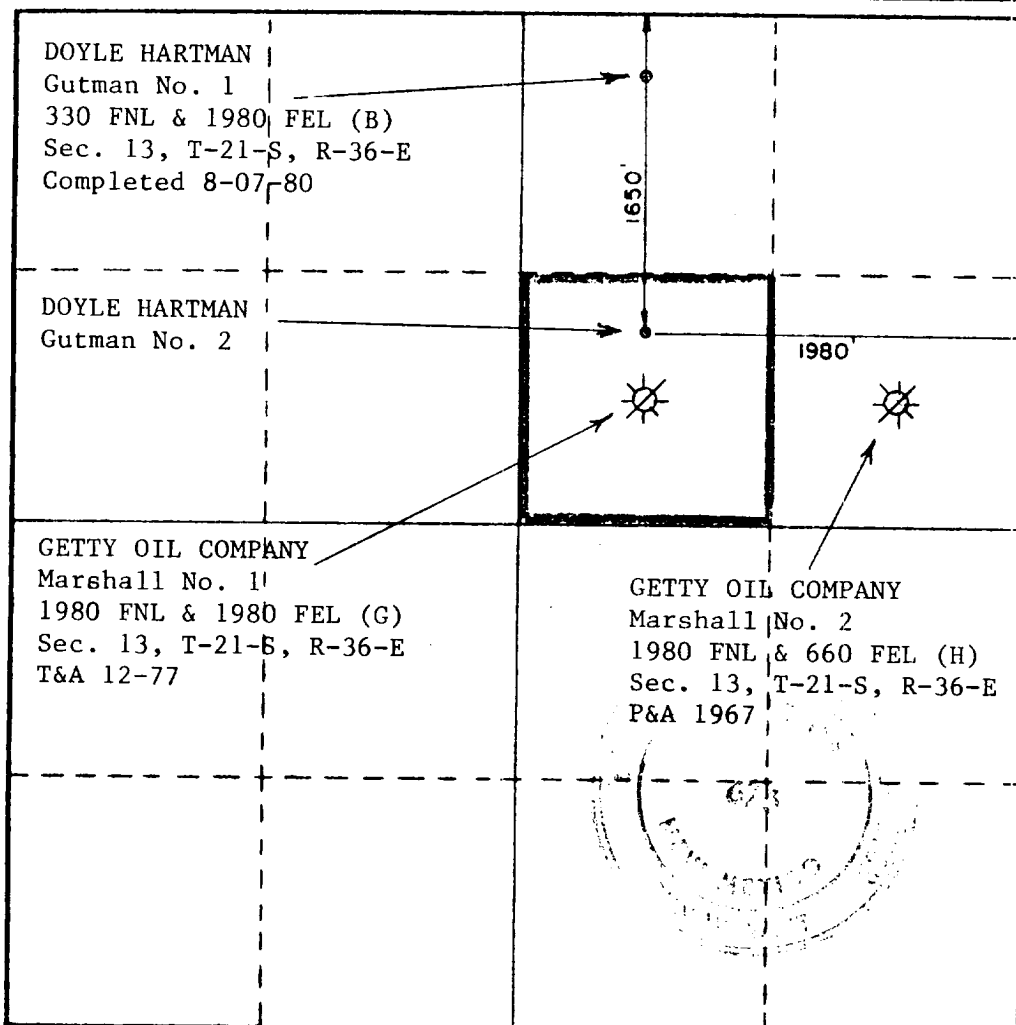 DOYLE HARTMAN
Gutman No. 1
330 FNL & 1980 FEL (B)
Sec. 13, T-21-S, R-36-E
Completed 8-07-80
1650'
DOYLE HARTMAN
Gutman No. 2
1980'
GETTY OIL COMPANY
Marshall No. 1
1980 FNL & 1980 FEL (G)
Sec. 13, T-21-S, R-36-E
T&A 12-77
GETTY OIL COMPANY
Marshall No. 2
1980 FNL & 660 FEL (H)
Sec. 13, T-21-S, R-36-E
P&A 1967